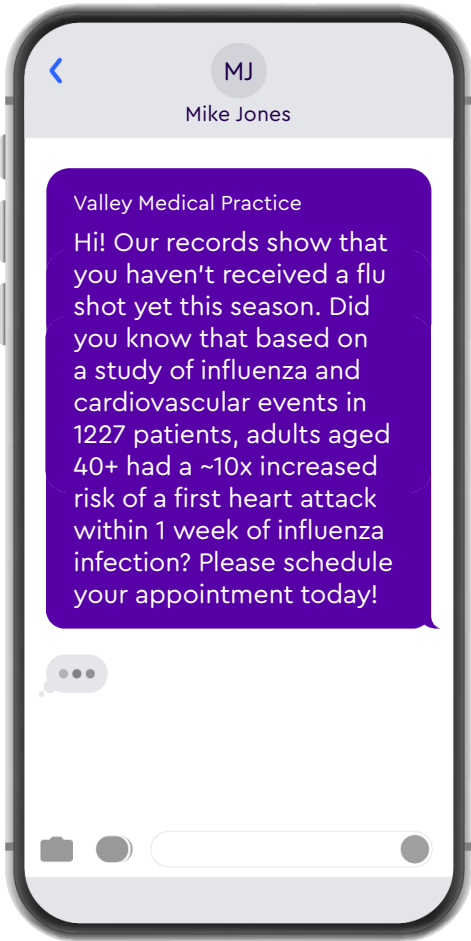 MJ
Mike Jones
Valley Medical Practice
Hi! Our records show that
you haven't received a flu
shot yet this season. Did
you know that based on
a study of influenza and
cardiovascular events in
1227 patients, adults aged
40+ had a ~10x increased
risk of a first heart attack
within 1 week of influenza
infection? Please schedule
your appointment today!